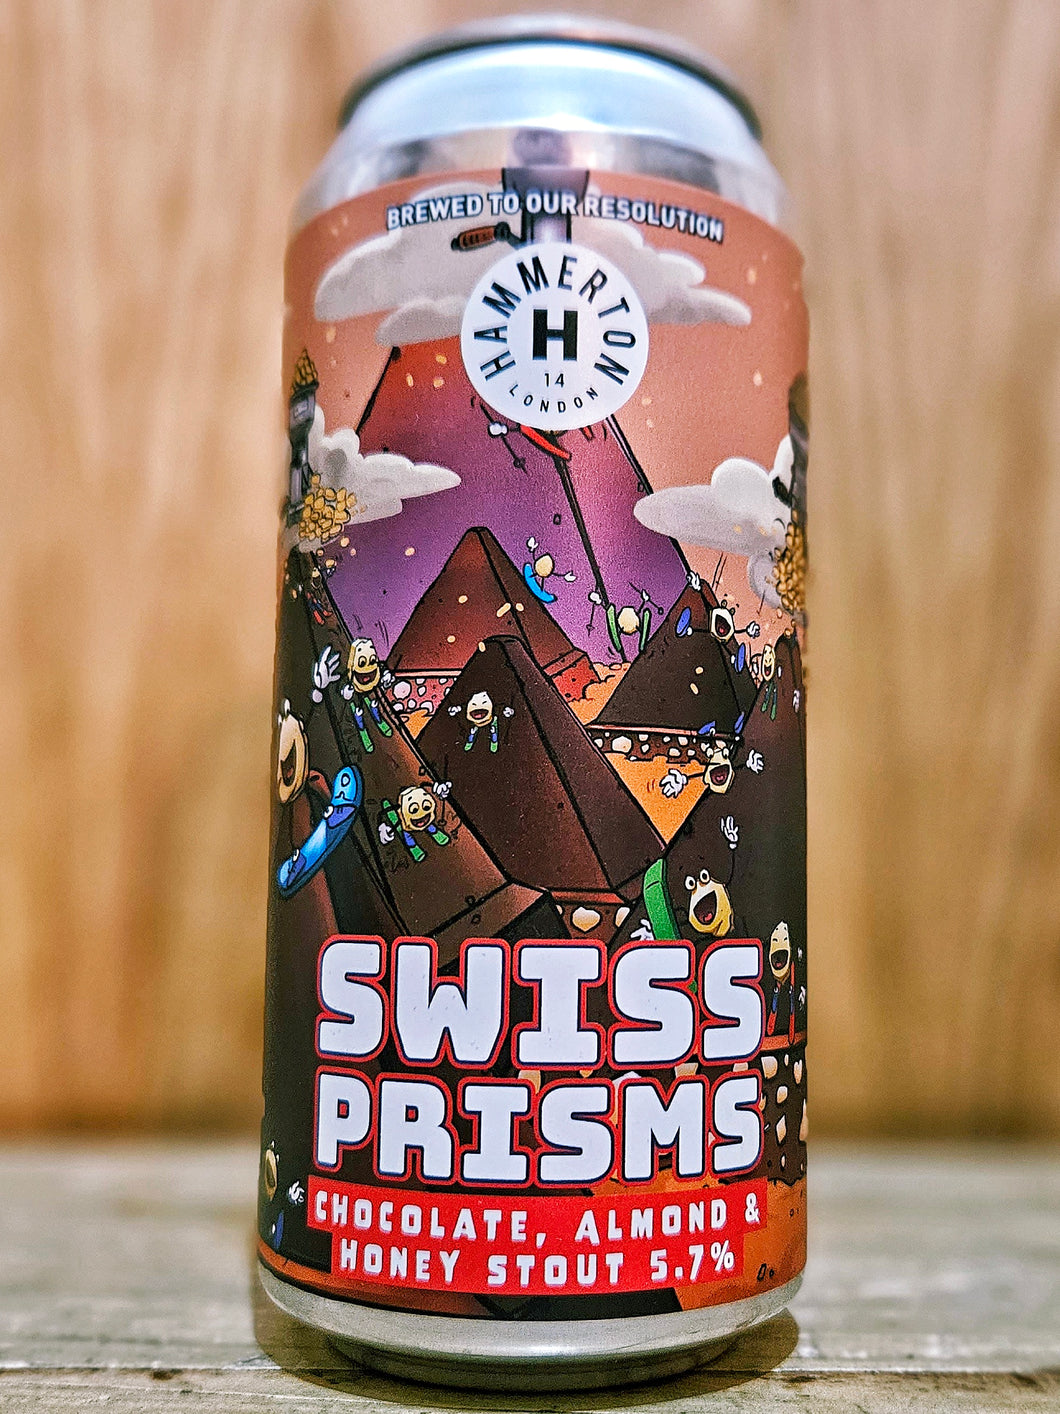 BREWED TO OUR RESOLUTION
HAMMERTON
H
14
LONDON
SWISS
PRISMS
CHOCOLATE, ALMOND &
HONEY STOUT 5.7%